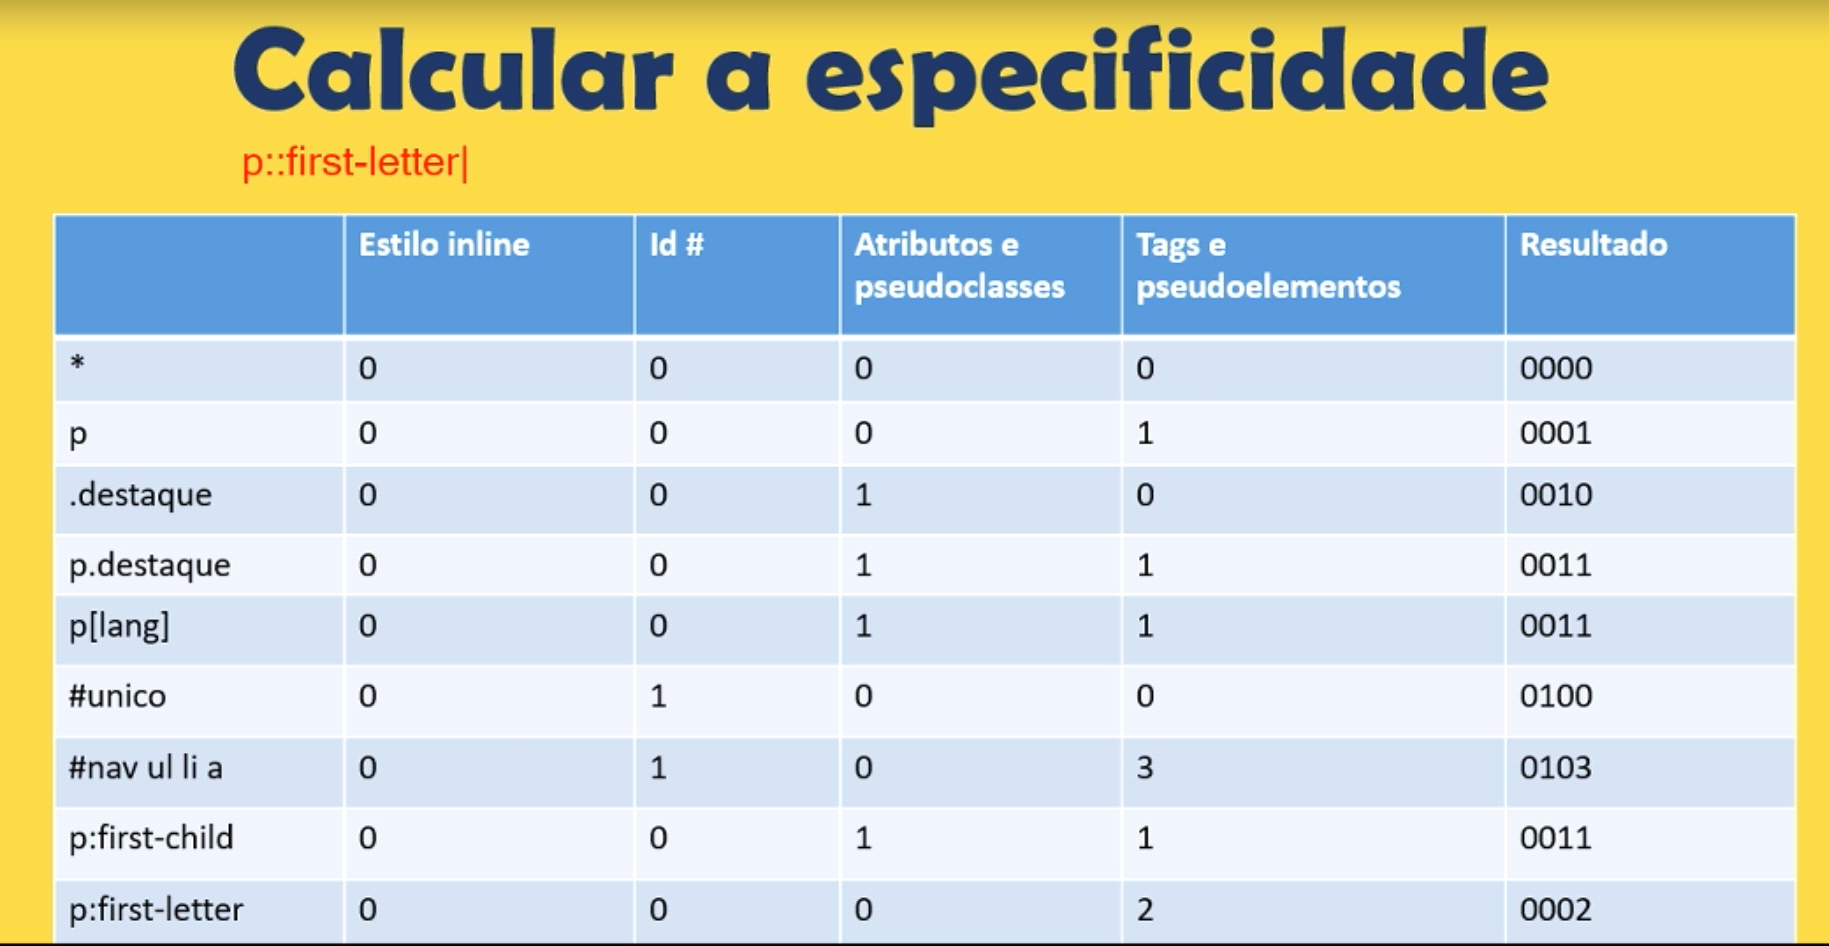 Calcular a especificidade
p::first-letter|
Estilo inline Id # Atributos e pseudoclasses Tags e pseudoelementos Resultado
* 0 0 0 0 0000
p 0 0 0 1 0001
.destaque 0 0 1 0 0010
p.destaque 0 0 1 1 0011
p[lang] 0 0 1 1 0011
#unico 0 1 0 0 0100
#nav ul li a 0 1 0 3 0103
p:first-child 0 0 1 1 0011
p:first-letter 0 0 0 2 0002